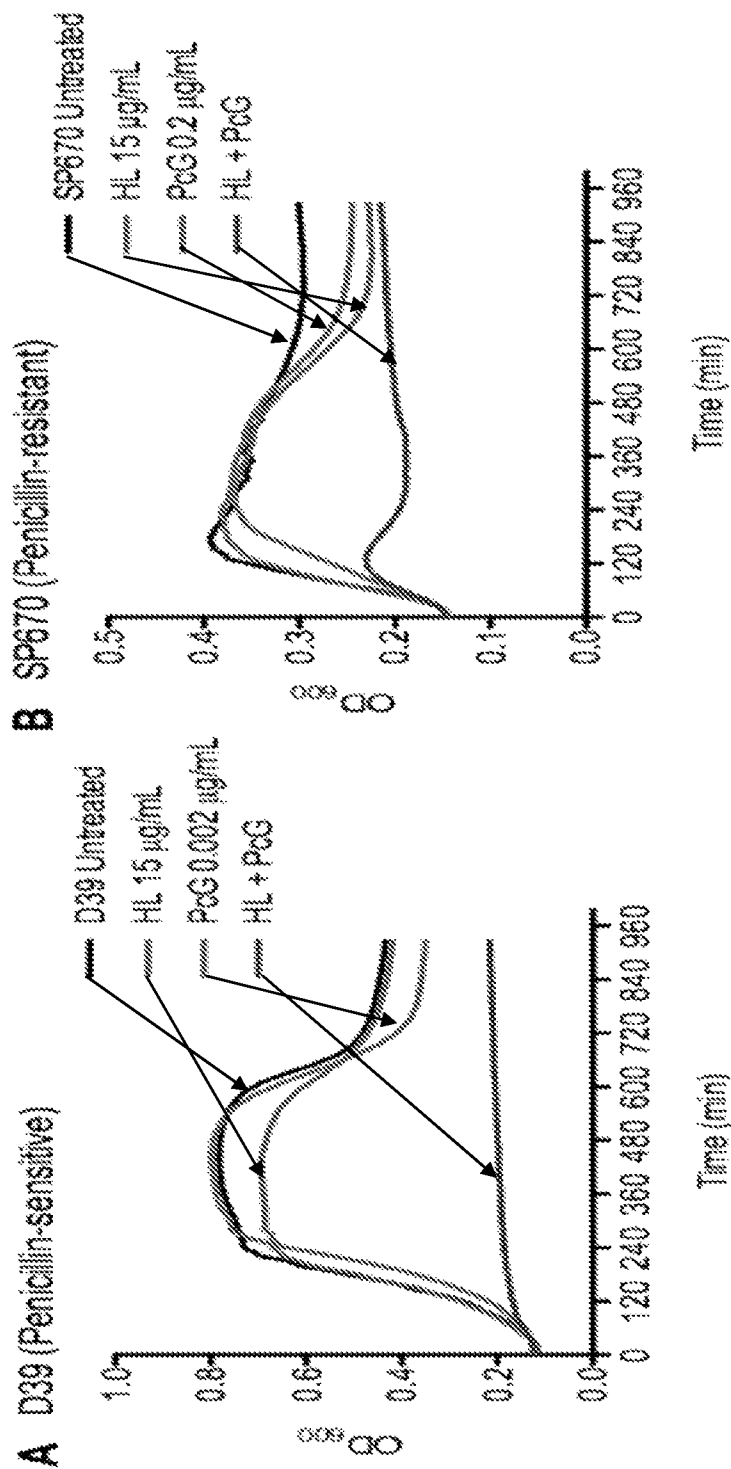 A D39 (Penicillin-sensitive)
D39 Untreated
HL 15 µg/mL
PcG 0.002 µg/mL
HL + PcG
1.0
0.8
0.6
0.4
0.2
0.0
OD600
0 120 240 360 480 600 720 840 960
Time (min)
B SP670 (Penicillin-resistant)
SP670 Untreated
HL 15 µg/mL
PcG 0.2 µg/mL
HL + PcG
0.5
0.4
0.3
0.2
0.1
0.0
OD600
0 120 240 360 480 600 720 840 960
Time (min)